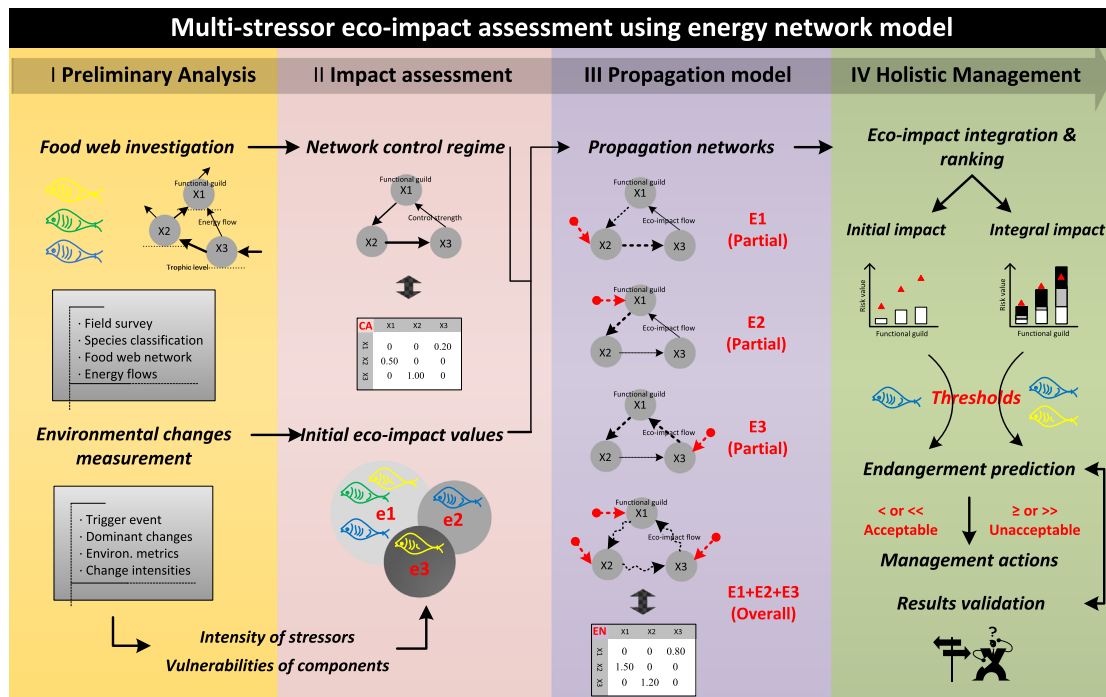 Multi-stressor eco-impact assessment using energy network model
I Preliminary Analysis
II Impact assessment
III Propagation model
IV Holistic Management
Food web investigation
Functional guild
X1
Energy flow
X2
X3
Trophic level
· Field survey
· Species classification
· Food web network
· Energy flows
Environmental changes
measurement
· Trigger event
· Dominant changes
· Environ. metrics
· Change intensities
Intensity of stressors
Vulnerabilities of components
Network control regime
Functional guild
X1
Control strength
X2
X3
CA X1 X2 X3
X1 0 0 0.20
X2 0.50 0 0
X3 0 1.00 0
Initial eco-impact values
e1
e2
e3
Propagation networks
Functional guild
X1
Eco-impact flow
X2
X3
E1
(Partial)
Functional guild
X1
Eco-impact flow
X2
X3
E2
(Partial)
Functional guild
X1
Eco-impact flow
X2
X3
E3
(Partial)
Functional guild
X1
Eco-impact flow
X2
X3
E1+E2+E3
(Overall)
EN X1 X2 X3
X1 0 0 0.80
X2 1.50 0 0
X3 0 1.20 0
Eco-impact integration &
ranking
Initial impact
Integral impact
Risk value
Functional guild
Risk value
Functional guild
Thresholds
Endangerment prediction
< or <<
Acceptable
≥ or >>
Unacceptable
Management actions
Results validation
?